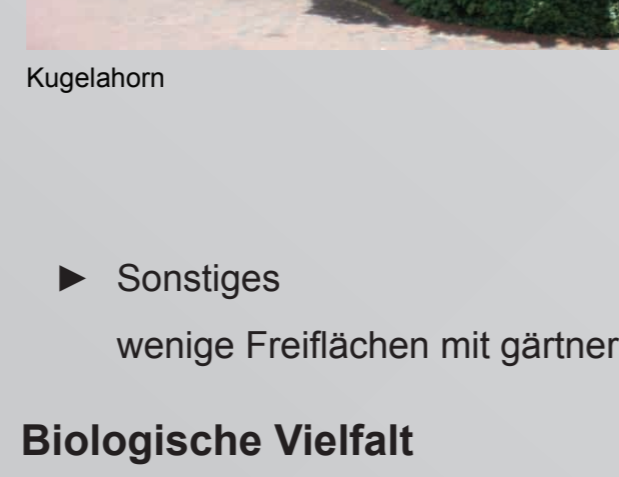 Kugelahorn
► Sonstiges
wenige Freiflächen mit gärtner
Biologische Vielfalt